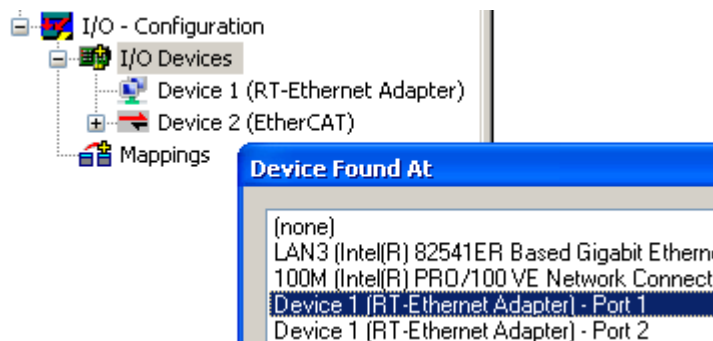 I/O - Configuration
I/O Devices
Device 1 (RT-Ethernet Adapter)
Device 2 (EtherCAT)
Mappings
Device Found At
(none)
LAN3 (Intel(R) 82541ER Based Gigabit
100M (Intel(R) PRO/100 VE Network
Device 1 (RT-Ethernet Adapter) - Port 1
Device 1 (RT-Ethernet Adapter) - Port 2